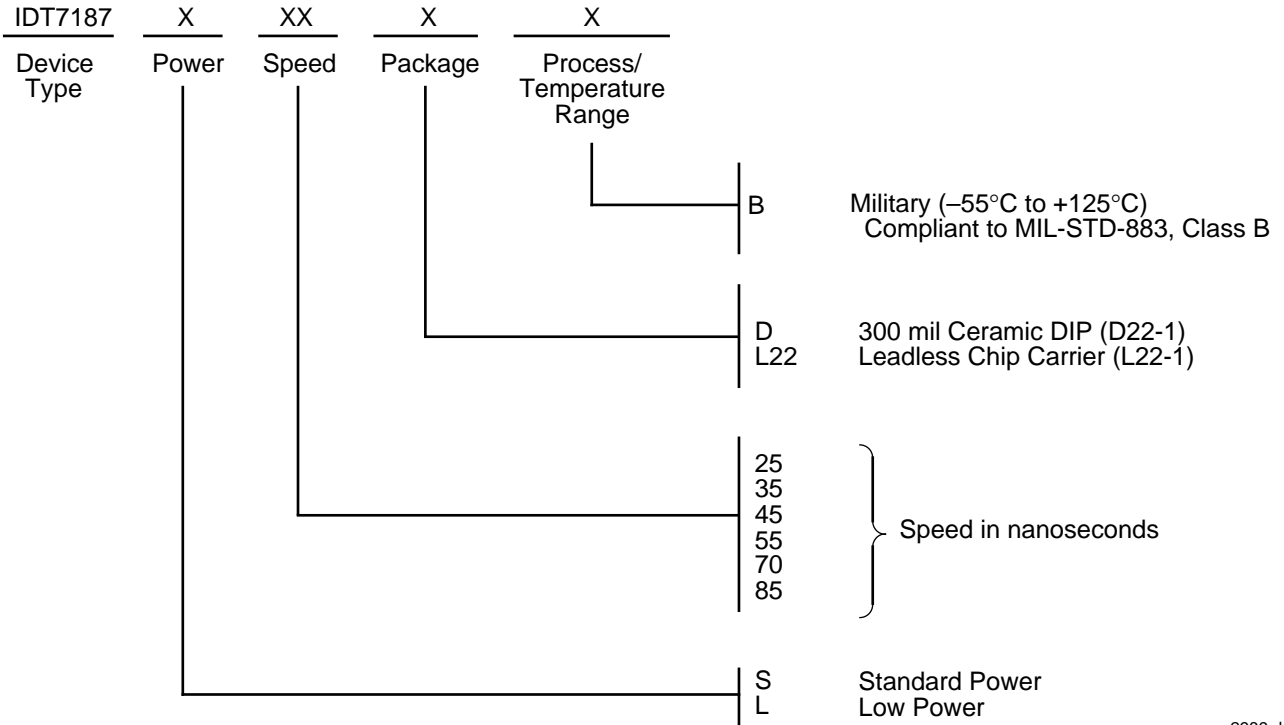 IDT7187 X XX X X
Device Type
Power
Speed
Package
Process/
Temperature
Range
B Military (–55°C to +125°C)
Compliant to MIL-STD-883, Class B
D 300 mil Ceramic DIP (D22-1)
L22 Leadless Chip Carrier (L22-1)
25
35
45
55
70
85
Speed in nanoseconds
S Standard Power
L Low Power